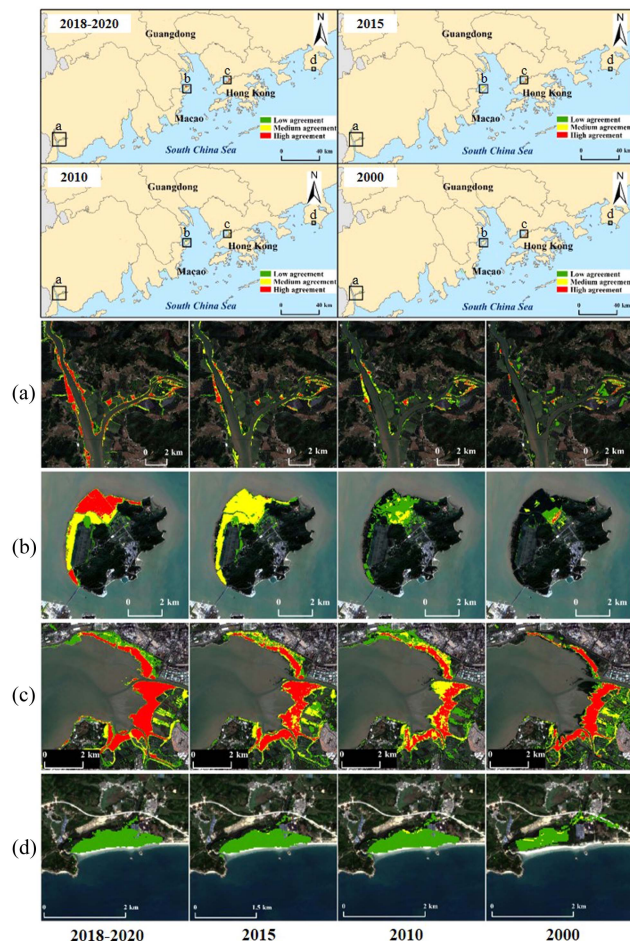 2018-2020
Guangdong
N
d
b
c
Hong Kong
Macao
a
Low agreement
Medium agreement
High agreement
South China Sea
0 40 km
2015
Guangdong
N
d
b
c
Hong Kong
Macao
a
Low agreement
Medium agreement
High agreement
South China Sea
0 40 km
2010
Guangdong
N
d
b
c
Hong Kong
Macao
a
Low agreement
Medium agreement
High agreement
South China Sea
0 40 km
2000
Guangdong
N
d
b
c
Hong Kong
Macao
a
Low agreement
Medium agreement
High agreement
South China Sea
0 40 km
(a)
0 2 km
0 2 km
0 2 km
0 2 km
(b)
0 2 km
0 2 km
0 2 km
0 2 km
(c)
0 2 km
0 2 km
0 2 km
0 2 km
(d)
0 2 km
0 1.5 km
0 2 km
0 2 km
2018-2020 2015 2010 2000